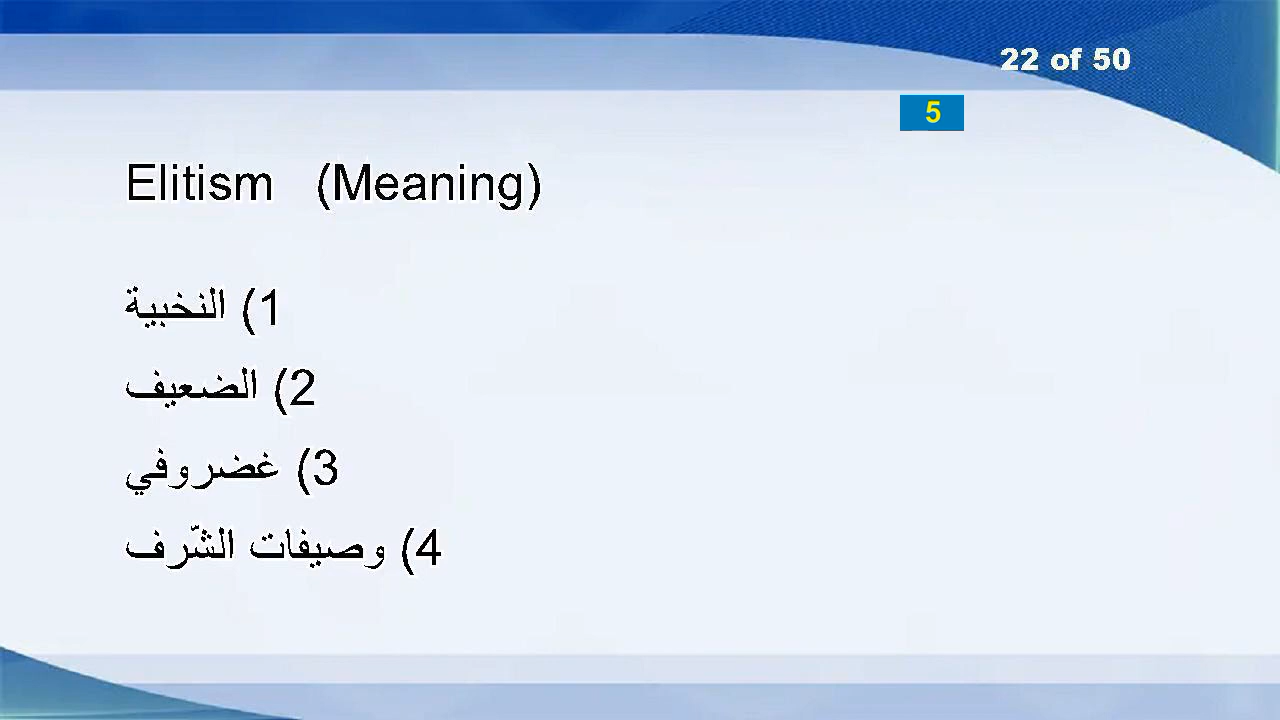 22 of 50
5
Elitism (Meaning)
1) النخبية
2) الضعيف
3) غضروفي
4) وصيفات الشّرف